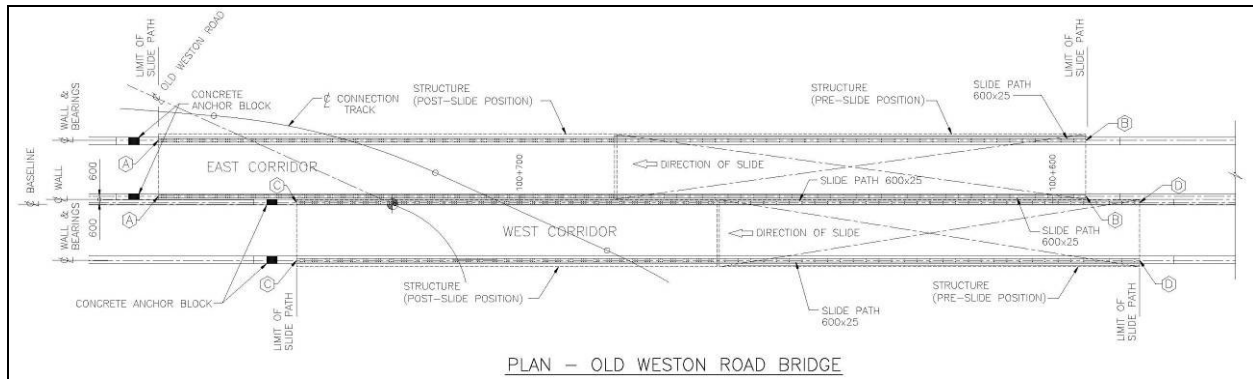 LIMIT OF
SLIDE PATH
OLD WESTON ROAD
CONCRETE
ANCHOR BLOCK
℄ CONNECTION
TRACK
STRUCTURE
(POST-SLIDE POSITION)
STRUCTURE
(PRE-SLIDE POSITION)
SLIDE PATH
600x25
LIMIT OF
SLIDE PATH
℄ WALL &
BEARINGS
A
B
EAST CORRIDOR
100+700
DIRECTION OF SLIDE
100+600
600
BASELINE
℄
℄ WALL
A
C
SLIDE PATH 600x25
B
D
600
℄ WALL &
BEARINGS
WEST CORRIDOR
DIRECTION OF SLIDE
SLIDE PATH
600x25
C
D
CONCRETE ANCHOR BLOCK
LIMIT OF
SLIDE PATH
STRUCTURE
(POST-SLIDE POSITION)
SLIDE PATH
600x25
STRUCTURE
(PRE-SLIDE POSITION)
LIMIT OF
SLIDE PATH
PLAN - OLD WESTON ROAD BRIDGE